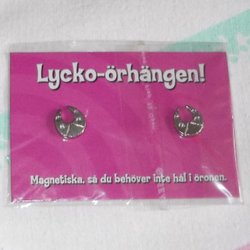 Lycko-örhängen!
Magnetiska, så du behöver inte hål i öronen.